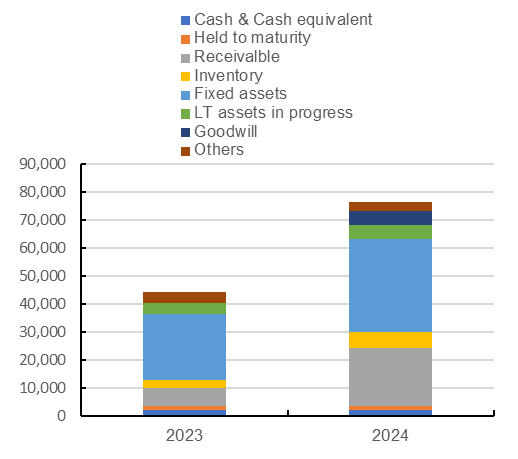 Cash & Cash equivalent
Held to maturity
Receivalble
Inventory
Fixed assets
LT assets in progress
Goodwill
Others
90,000
80,000
70,000
60,000
50,000
40,000
30,000
20,000
10,000
0
2023 2024